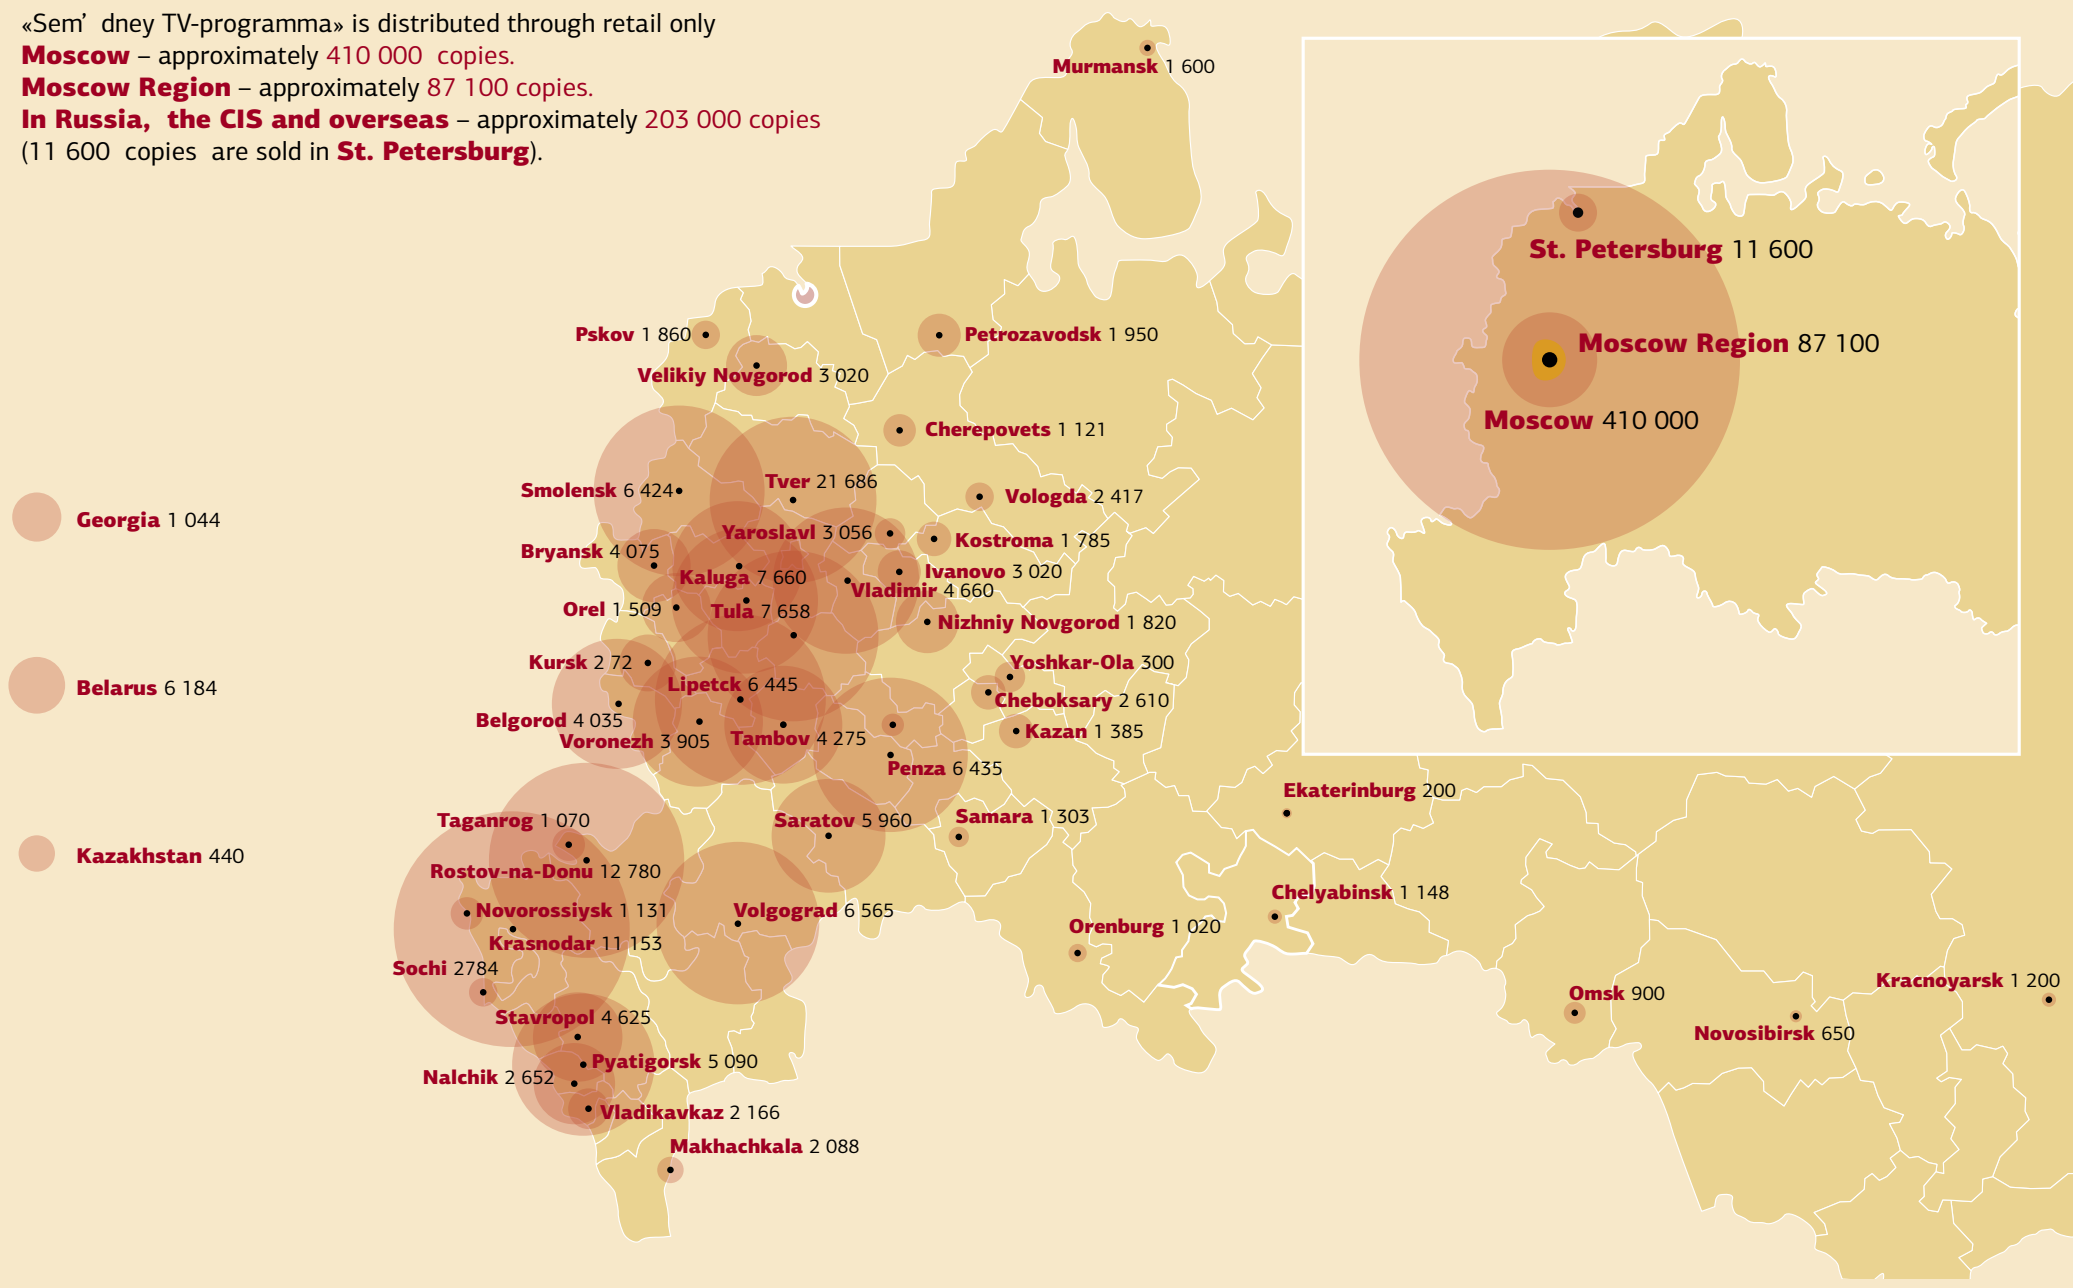 «Sem’ dney TV-programma» is distributed through retail only
Moscow – approximately 410 000 copies.
Moscow Region – approximately 87 100 copies.
In Russia, the CIS and overseas – approximately 203 000 copies
(11 600 copies are sold in St. Petersburg).
Murmansk 1 600
St. Petersburg 11 600
Moscow Region 87 100
Moscow 410 000
Pskov 1 860
Petrozavodsk 1 950
Velikiy Novgorod 3 020
Cherepovets 1 121
Tver 21 686
Smolensk 6 424
Vologda 2 417
Georgia 1 044
Yaroslavl 3 056
Kostroma 1 785
Bryansk 4 075
Ivanovo 3 020
Kaluga 7 660
Vladimir 4 660
Orel 1 509
Tula 7 658
Nizhniy Novgorod 1 820
Kursk 2 72
Yoshkar-Ola 300
Lipetck 6 445
Belarus 6 184
Cheboksary 2 610
Belgorod 4 035
Kazan 1 385
Voronezh 3 905
Tambov 4 275
Penza 6 435
Ekaterinburg 200
Taganrog 1 070
Saratov 5 960
Samara 1 303
Kazakhstan 440
Rostov-na-Donu 12 780
Chelyabinsk 1 148
Novorossiysk 1 131
Volgograd 6 565
Orenburg 1 020
Krasnodar 11 153
Sochi 2784
Kracnoyarsk 1 200
Omsk 900
Stavropol 4 625
Novosibirsk 650
Pyatigorsk 5 090
Nalchik 2 652
Vladikavkaz 2 166
Makhachkala 2 088